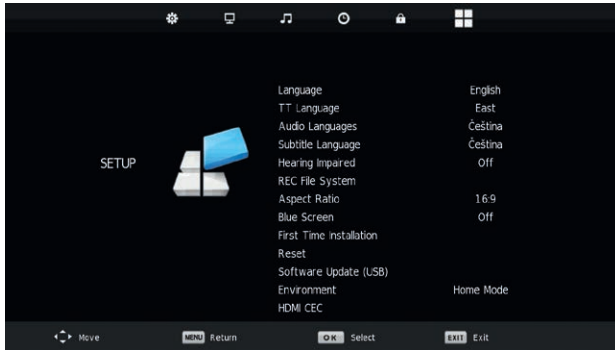 SETUP
Language English
TT Language East
Audio Languages Čeština
Subtitle Language Čeština
Hearing Impaired Off
REC File System
Aspect Ratio 16:9
Blue Screen Off
First Time Installation
Reset
Software Update (USB)
Environment Home Mode
HDMI CEC
Move MENU Return OK Select EXIT Exit